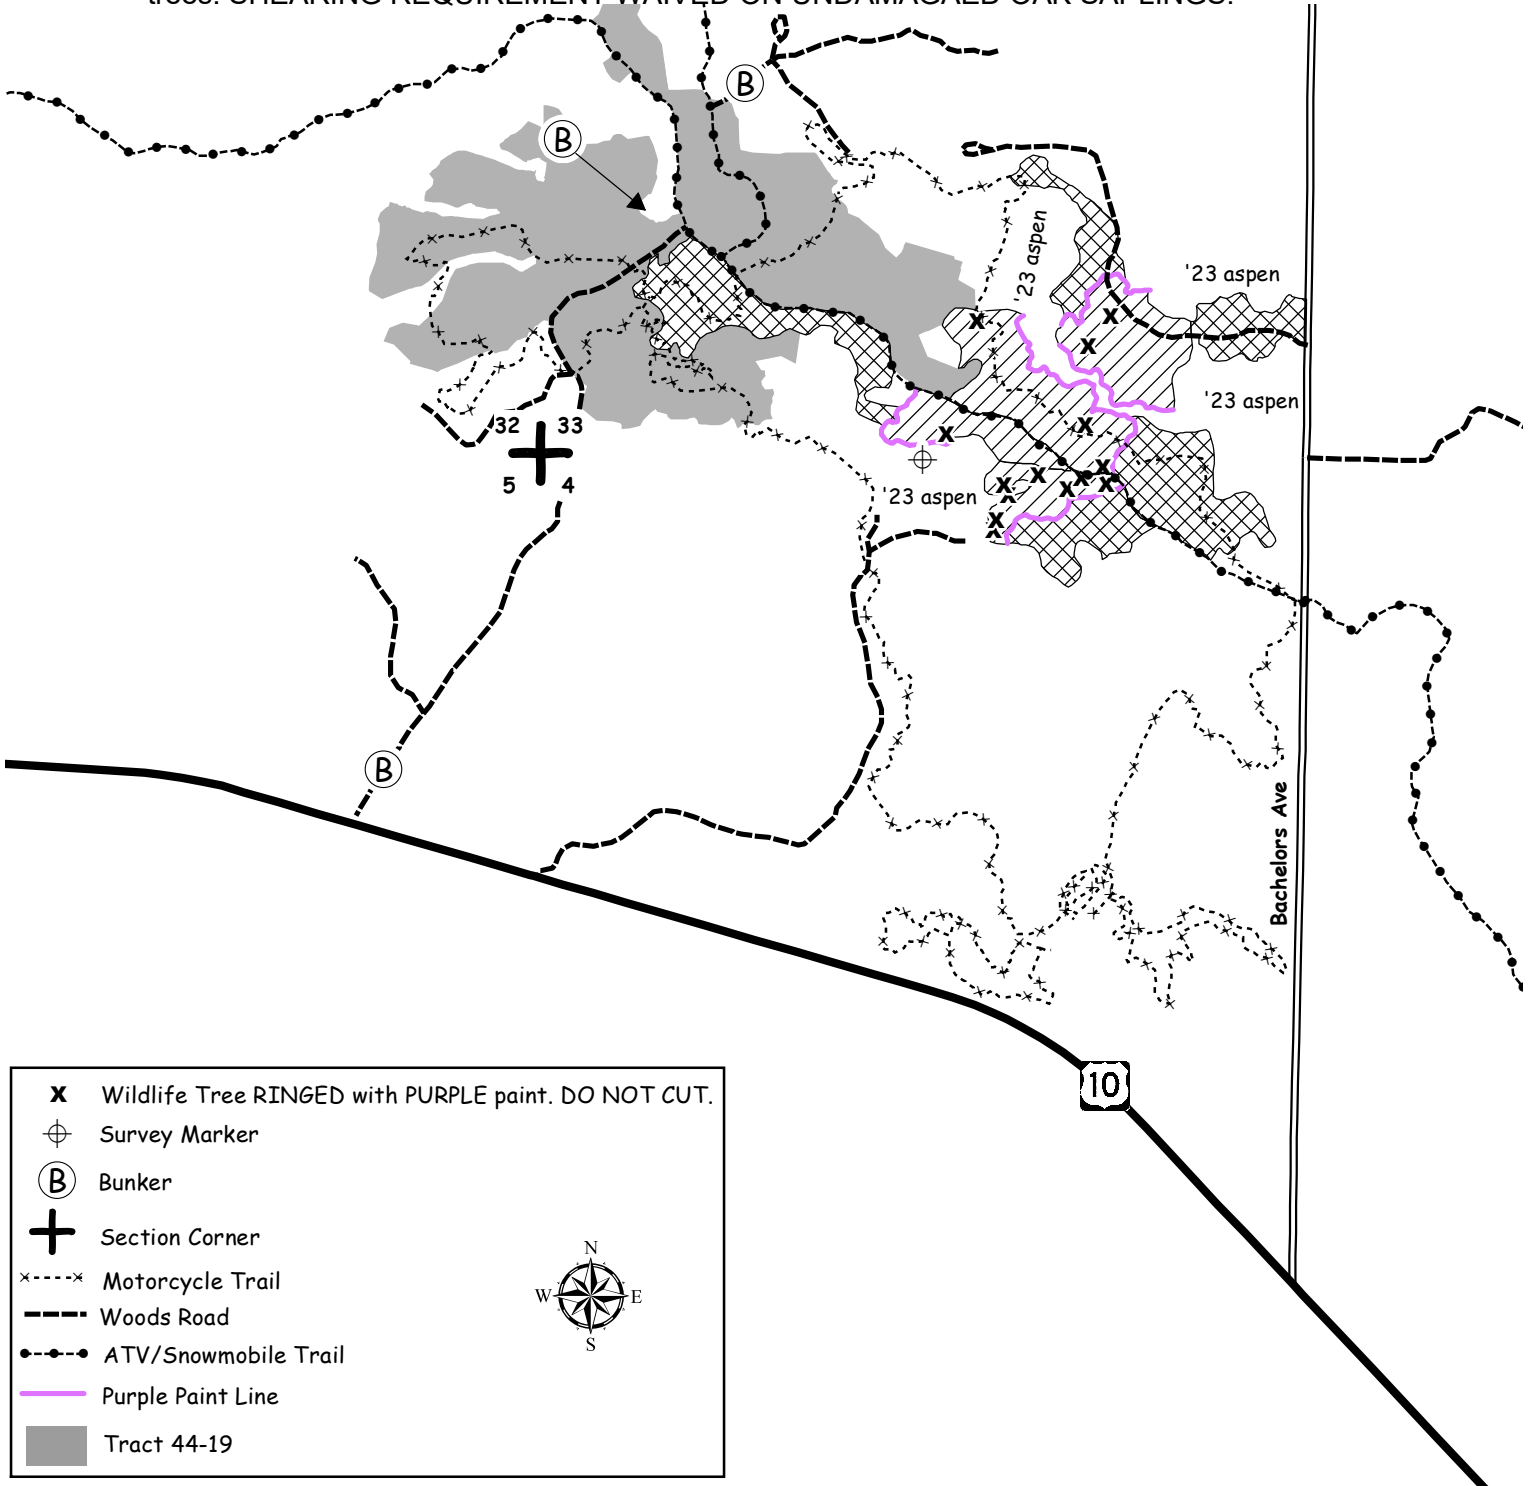 trees. SHEARING REQUIREMENT WAIVED ON UNDAMAGAED OAK SAPLINGS.
B
B
'23 aspen
'23 aspen
'23 aspen
32 33
5 4
'23 aspen
B
Bachelors Ave
10
X Wildlife Tree RINGED with PURPLE paint. DO NOT CUT.
Survey Marker
B Bunker
Section Corner
Motorcycle Trail
Woods Road
ATV/Snowmobile Trail
Purple Paint Line
Tract 44-19
N
W E
S